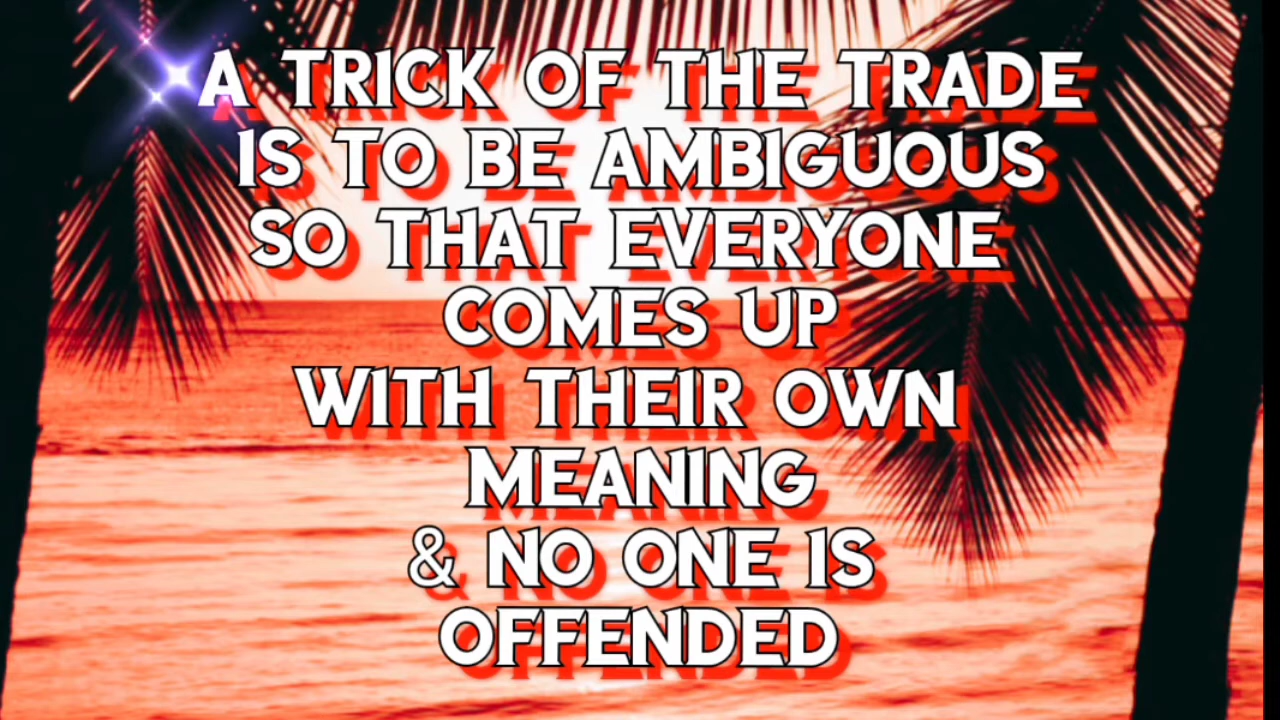 A TRICK OF THE TRADE
IS TO BE AMBIGUOUS
SO THAT EVERYONE
COMES UP
WITH THEIR OWN
MEANING
& NO ONE IS
OFFENDED